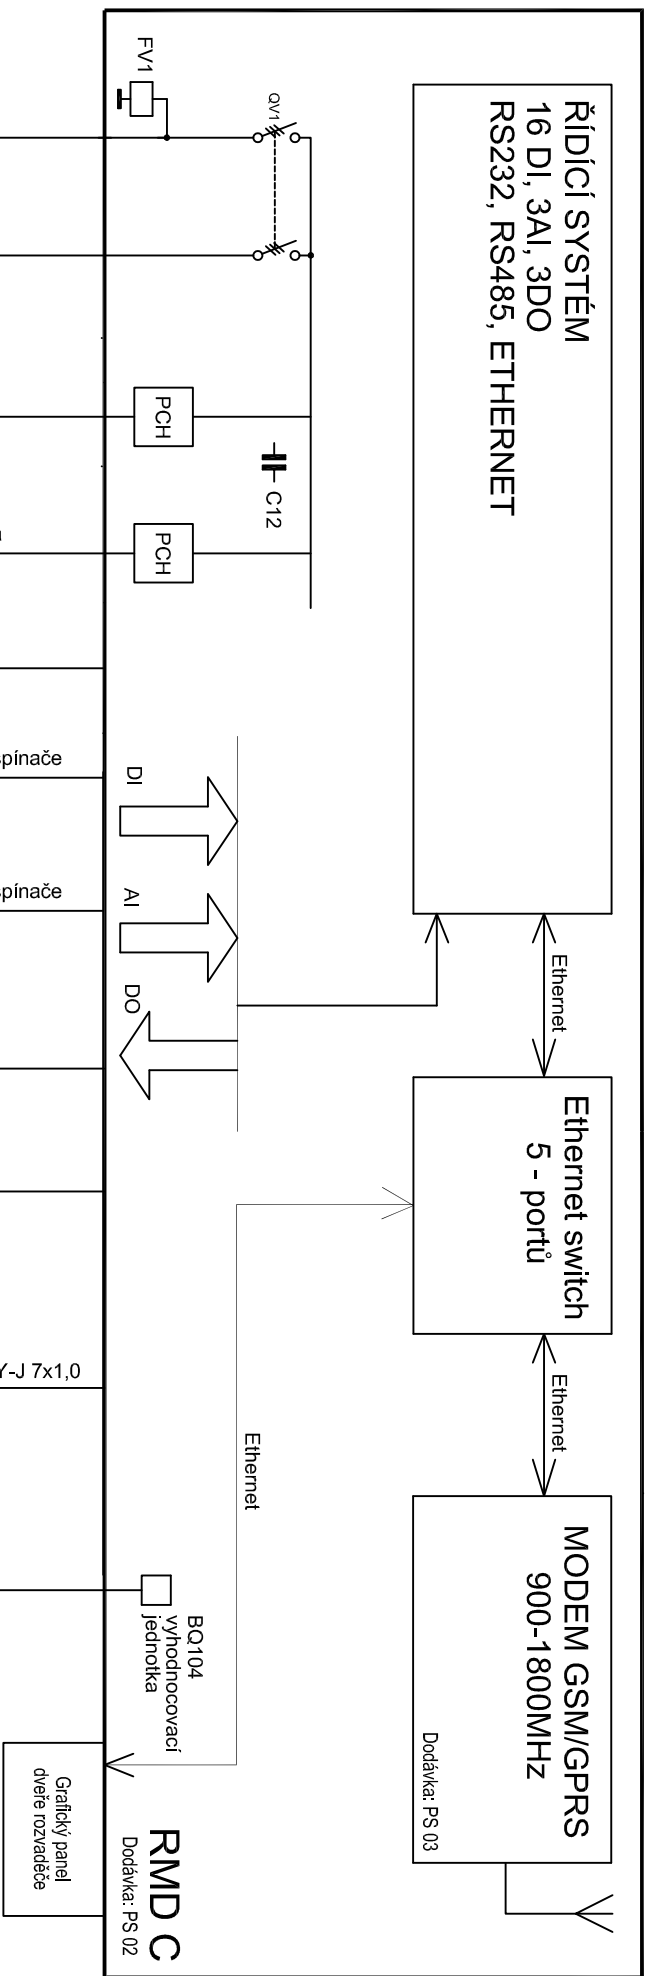 FV1
QV1
ŘÍDÍCÍ SYSTÉM
16 DI, 3AI, 3DO
RS232, RS485, ETHERNET
PCH
C12
PCH
spínače
DI
spínače
AI
DO
Ethernet
Ethernet switch
5 - portů
Ethernet
Y-J 7x1,0
Ethernet
MODEM GSM/GPRS
900-1800MHz
Dodávka: PS 03
BQ104
vyhodnocovací
jednotka
Grafický panel
dveře rozvaděče
RMD C
Dodávka: PS 02